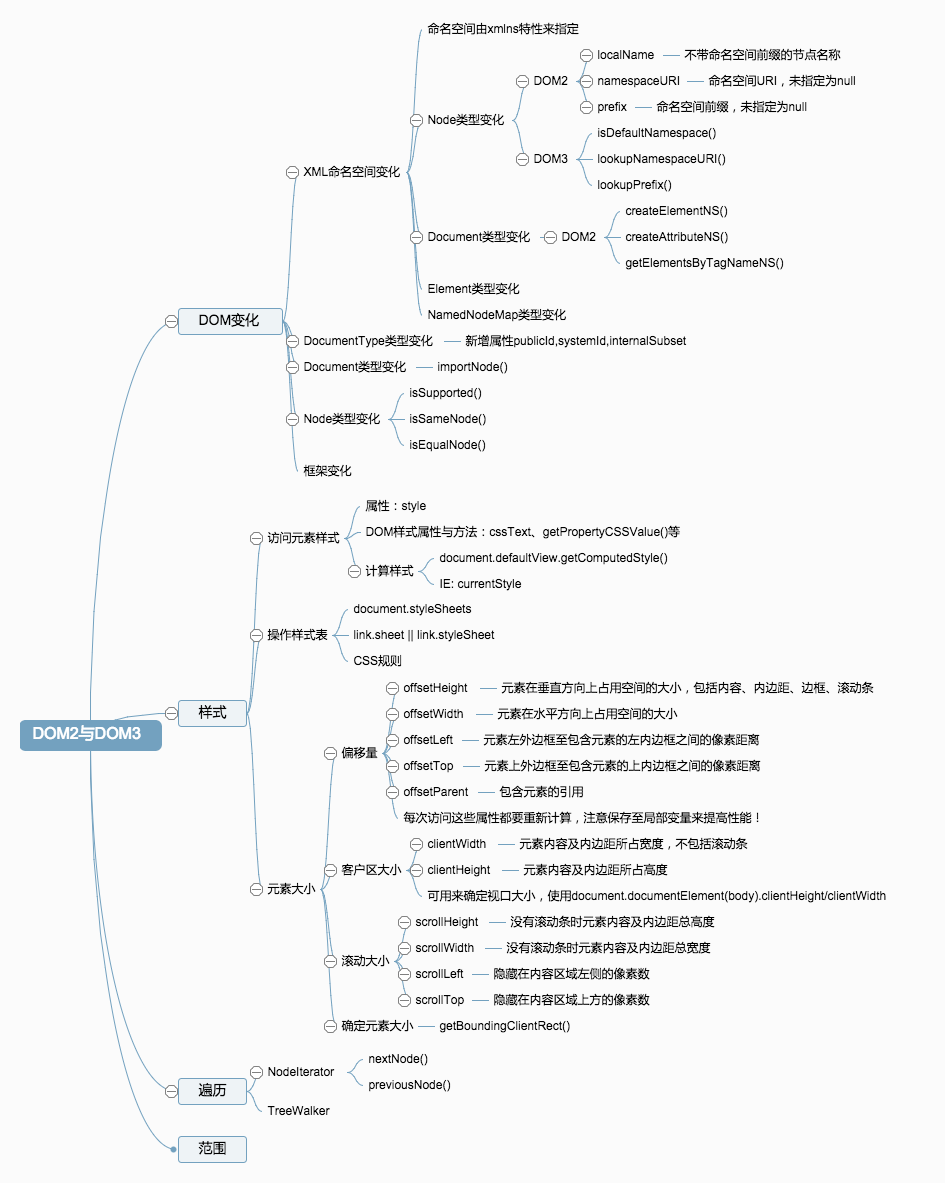 命名空间由xmlns特性来指定
localName
不带命名空间前缀的节点名称
DOM2
namespaceURI
命名空间URI，未指定为null
prefix
命名空间前缀，未指定为null
Node类型变化
isDefaultNamespace()
DOM3
lookupNamespaceURI()
lookupPrefix()
XML命名空间变化
createElementNS()
Document类型变化
DOM2
createAttributeNS()
getElementsByTagNameNS()
Element类型变化
NamedNodeMap类型变化
DOM变化
DocumentType类型变化
新增属性publicId,systemId,internalSubset
Document类型变化
importNode()
isSupported()
Node类型变化
isSameNode()
isEqualNode()
框架变化
属性：style
访问元素样式
DOM样式属性与方法：cssText、getPropertyCSSValue()等
document.defaultView.getComputedStyle()
计算样式
IE: currentStyle
document.styleSheets
操作样式表
link.sheet || link.styleSheet
CSS规则
样式
DOM2与DOM3
offsetHeight
元素在垂直方向上占用空间的大小，包括内容、内边距、边框、滚动条
offsetWidth
元素在水平方向上占用空间的大小
offsetLeft
元素左外边框至包含元素的左内边框之间的像素距离
偏移量
offsetTop
元素上外边框至包含元素的上内边框之间的像素距离
offsetParent
包含元素的引用
每次访问这些属性都要重新计算，注意保存至局部变量来提高性能！
clientWidth
元素内容及内边距所占宽度，不包括滚动条
客户区大小
clientHeight
元素内容及内边距所占高度
可用来确定视口大小，使用document.documentElement(body).clientHeight/clientWidth
元素大小
scrollHeight
没有滚动条时元素内容及内边距总高度
scrollWidth
没有滚动条时元素内容及内边距总宽度
滚动大小
scrollLeft
隐藏在内容区域左侧的像素数
scrollTop
隐藏在内容区域上方的像素数
确定元素大小
getBoundingClientRect()
nextNode()
NodeIterator
previousNode()
遍历
TreeWalker
范围